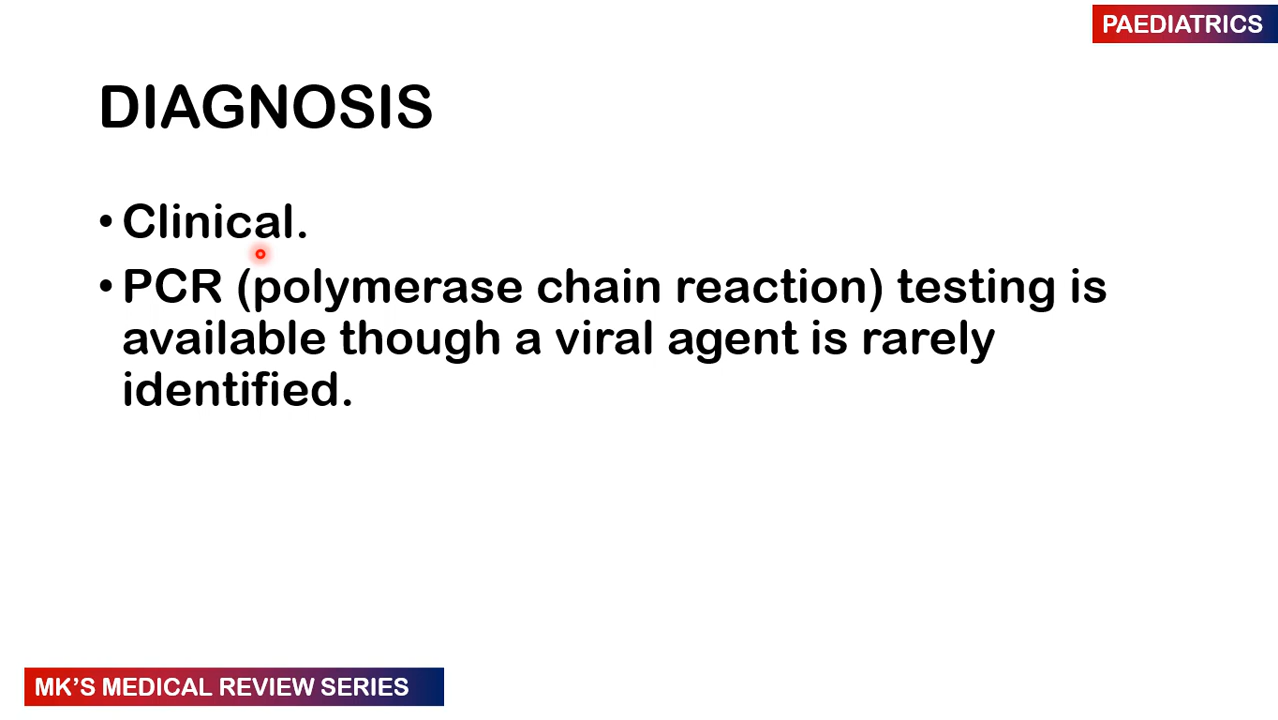 PAEDIATRICS
DIAGNOSIS
• Clinical.
• PCR (polymerase chain reaction) testing is
available though a viral agent is rarely
identified.
MK’S MEDICAL REVIEW SERIES